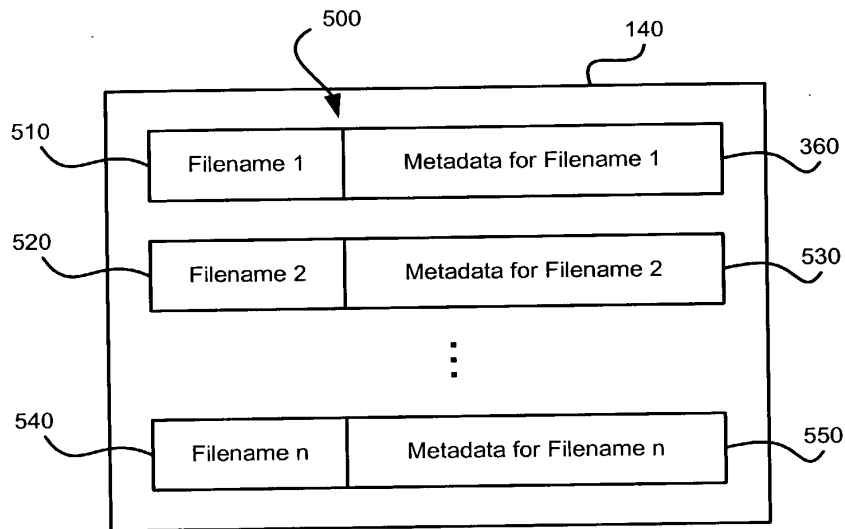 500
140
510
Filename 1
Metadata for Filename 1
360
520
Filename 2
Metadata for Filename 2
530
540
Filename n
Metadata for Filename n
550